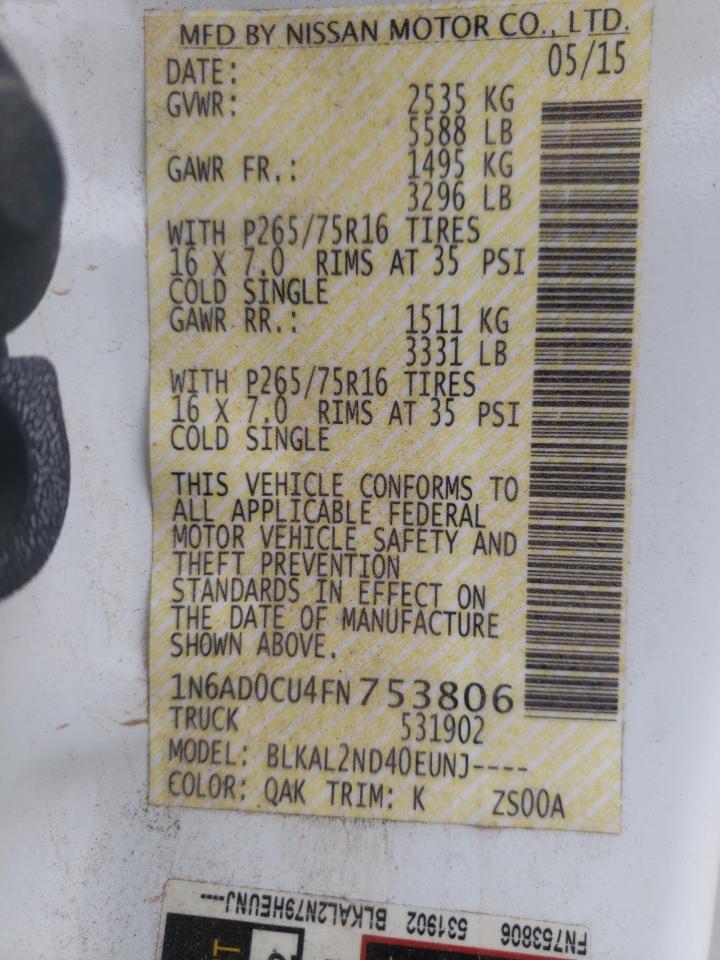 MFD BY NISSAN MOTOR CO., LTD.
DATE: 05/15
GVWR: 2535 KG
5588 LB
GAWR FR.: 1495 KG
3296 LB
WITH P265/75R16 TIRES
16 X 7.0 RIMS AT 35 PSI
COLD SINGLE
GAWR RR.: 1511 KG
3331 LB
WITH P265/75R16 TIRES
16 X 7.0 RIMS AT 35 PSI
COLD SINGLE
THIS VEHICLE CONFORMS TO
ALL APPLICABLE FEDERAL
MOTOR VEHICLE SAFETY AND
THEFT PREVENTION
STANDARDS IN EFFECT ON
THE DATE OF MANUFACTURE
SHOWN ABOVE.
1N6AD0CU4FN753806
TRUCK 531902
MODEL: BLKAL2ND40EUNJ----
COLOR: QAK TRIM: K ZS00A
FN753806 531902 BLKAL2N79HEUNJ----